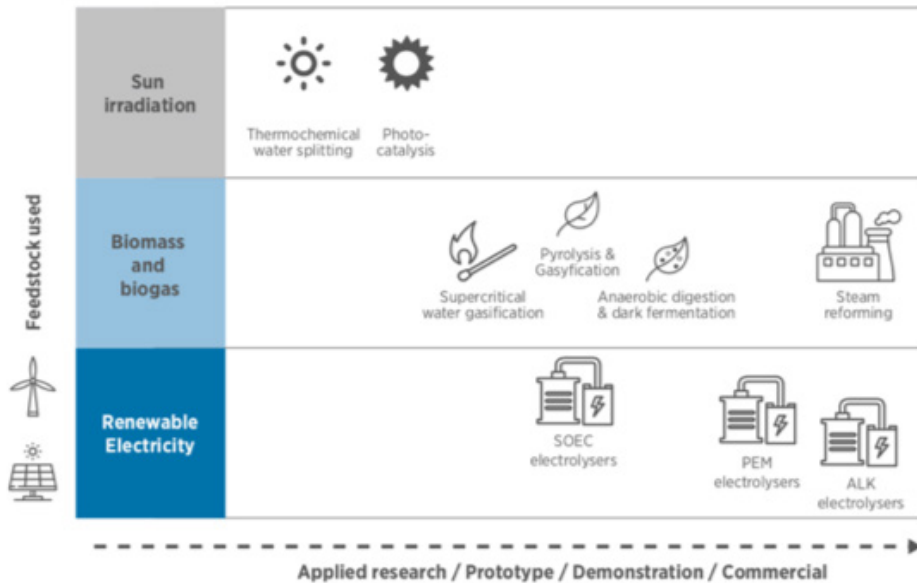 Feedstock used
Sun
irradiation
Thermochemical
water splitting
Photo-
catalysis
Biomass
and
biogas
Supercritical
water gasification
Pyrolysis &
Gasyfication
Anaerobic digestion
& dark fermentation
Steam
reforming
Renewable
Electricity
SOEC
electrolysers
PEM
electrolysers
ALK
electrolysers
Applied research / Prototype / Demonstration / Commercial